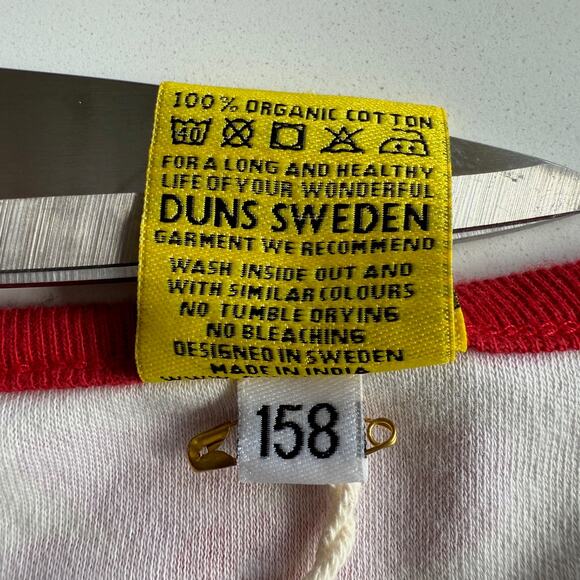 100% ORGANIC COTTON
40
FOR A LONG AND HEALTHY
LIFE OF YOUR WONDERFUL
DUNS SWEDEN
GARMENT WE RECOMMEND
WASH INSIDE OUT AND
WITH SIMILAR COLOURS
NO TUMBLE DRYING
NO BLEACHING
DESIGNED IN SWEDEN
MADE IN INDIA
158